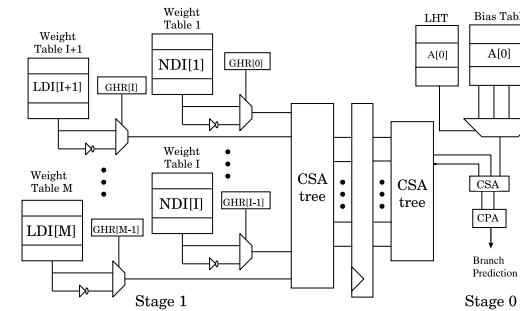 Weight
Table 1
NDI[1]
GHR[0]
Weight
Table I+1
LDI[I+1]
GHR[I]
Weight
Table I
NDI[I]
GHR[I-1]
Weight
Table M
LDI[M]
GHR[M-1]
CSA
tree
CSA
tree
LHT
A[0]
Bias Tabl
A[0]
CSA
CPA
Branch
Prediction
Stage 1
Stage 0